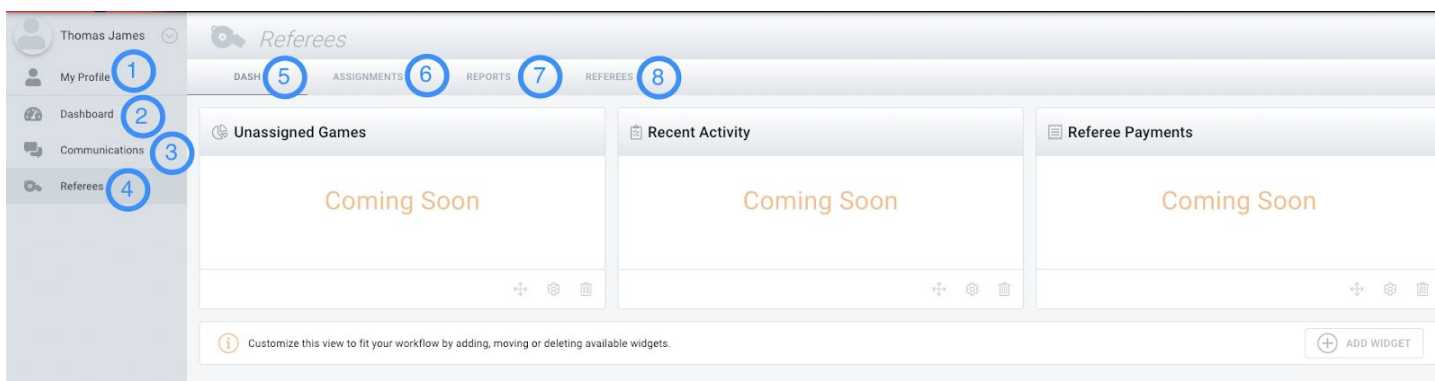 Thomas James
My Profile 1
Dashboard 2
Communications 3
Referees 4
Referees
DASH 5 ASSIGNMENTS 6 REPORTS 7 REFEREES 8
Unassigned Games
Coming Soon
Recent Activity
Coming Soon
Referee Payments
Coming Soon
Customize this view to fit your workflow by adding, moving or deleting available widgets.
ADD WIDGET